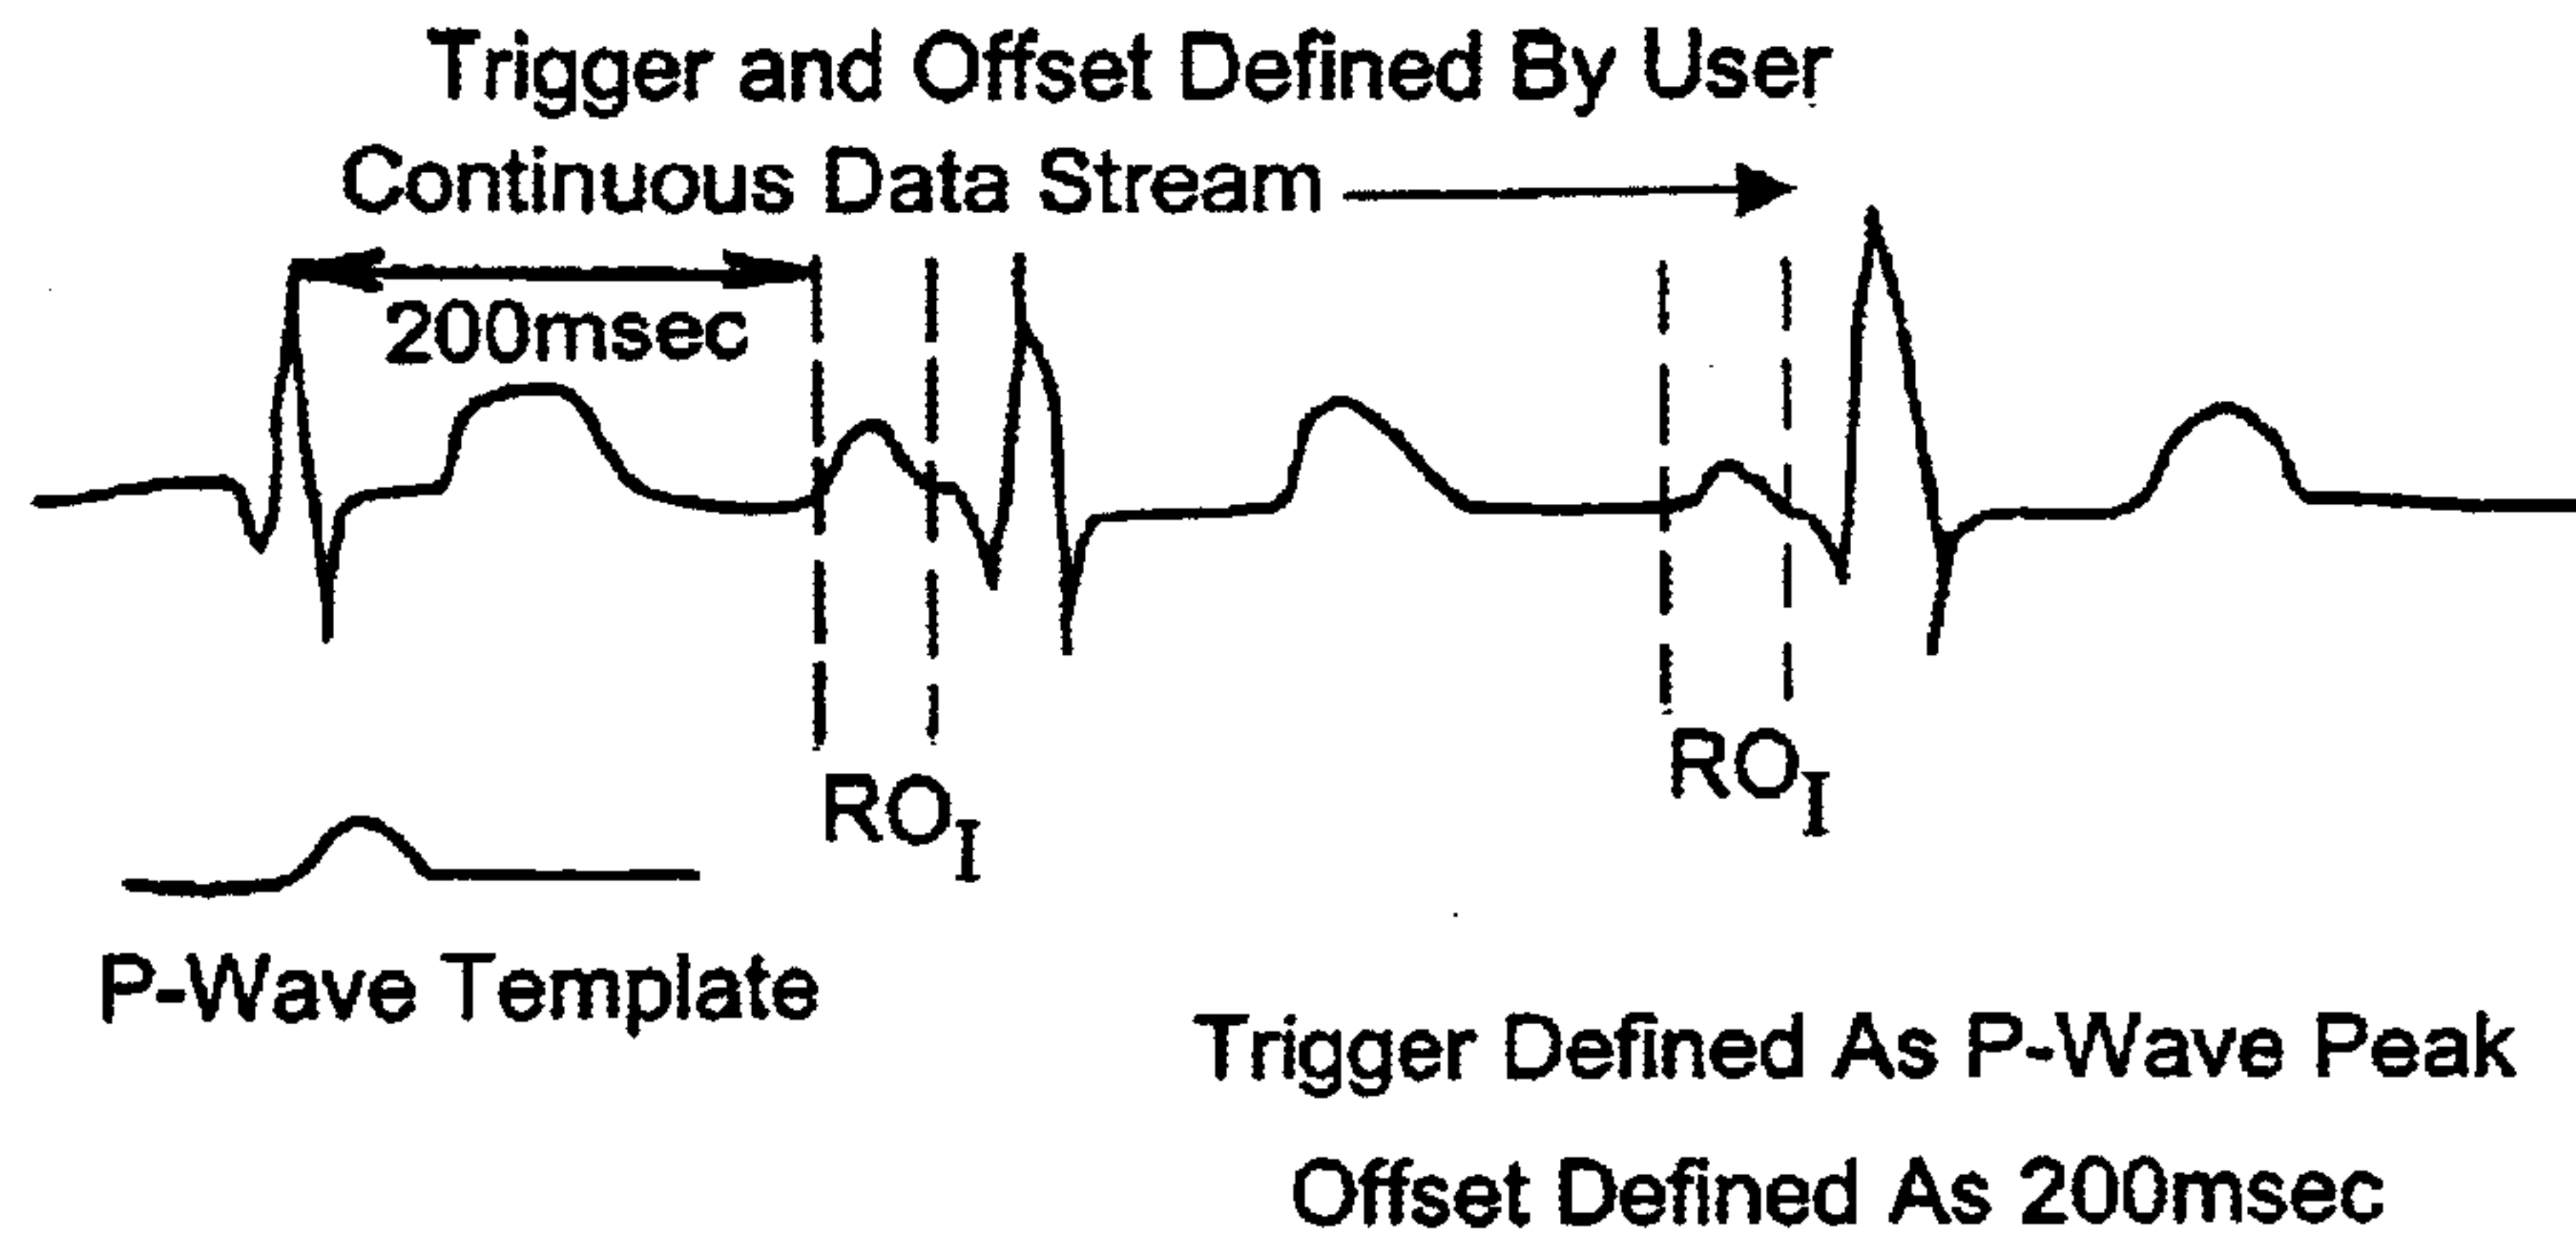 Trigger and Offset Defined By User
Continuous Data Stream
200msec
ROI
ROI
P-Wave Template
Trigger Defined As P-Wave Peak
Offset Defined As 200msec